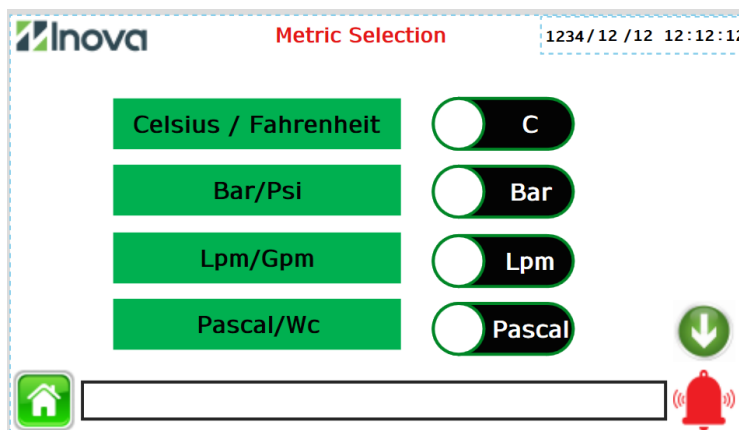 Inova
Metric Selection
1234/12/12 12:12:12
Celsius / Fahrenheit
C
Bar/Psi
Bar
Lpm/Gpm
Lpm
Pascal/Wc
Pascal